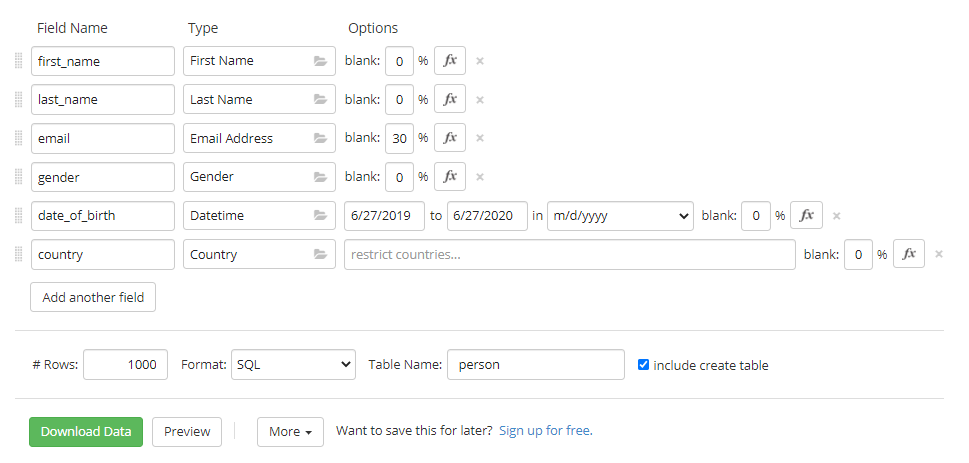 Field Name Type Options
first_name First Name blank: 0 % fx ×
last_name Last Name blank: 0 % fx ×
email Email Address blank: 30 % fx ×
gender Gender blank: 0 % fx ×
date_of_birth Datetime 6/27/2019 to 6/27/2020 in m/d/yyyy blank: 0 % fx ×
country Country restrict countries... blank: 0 % fx ×
Add another field
# Rows: 1000 Format: SQL Table Name: person include create table
Download Data Preview More Want to save this for later? Sign up for free.